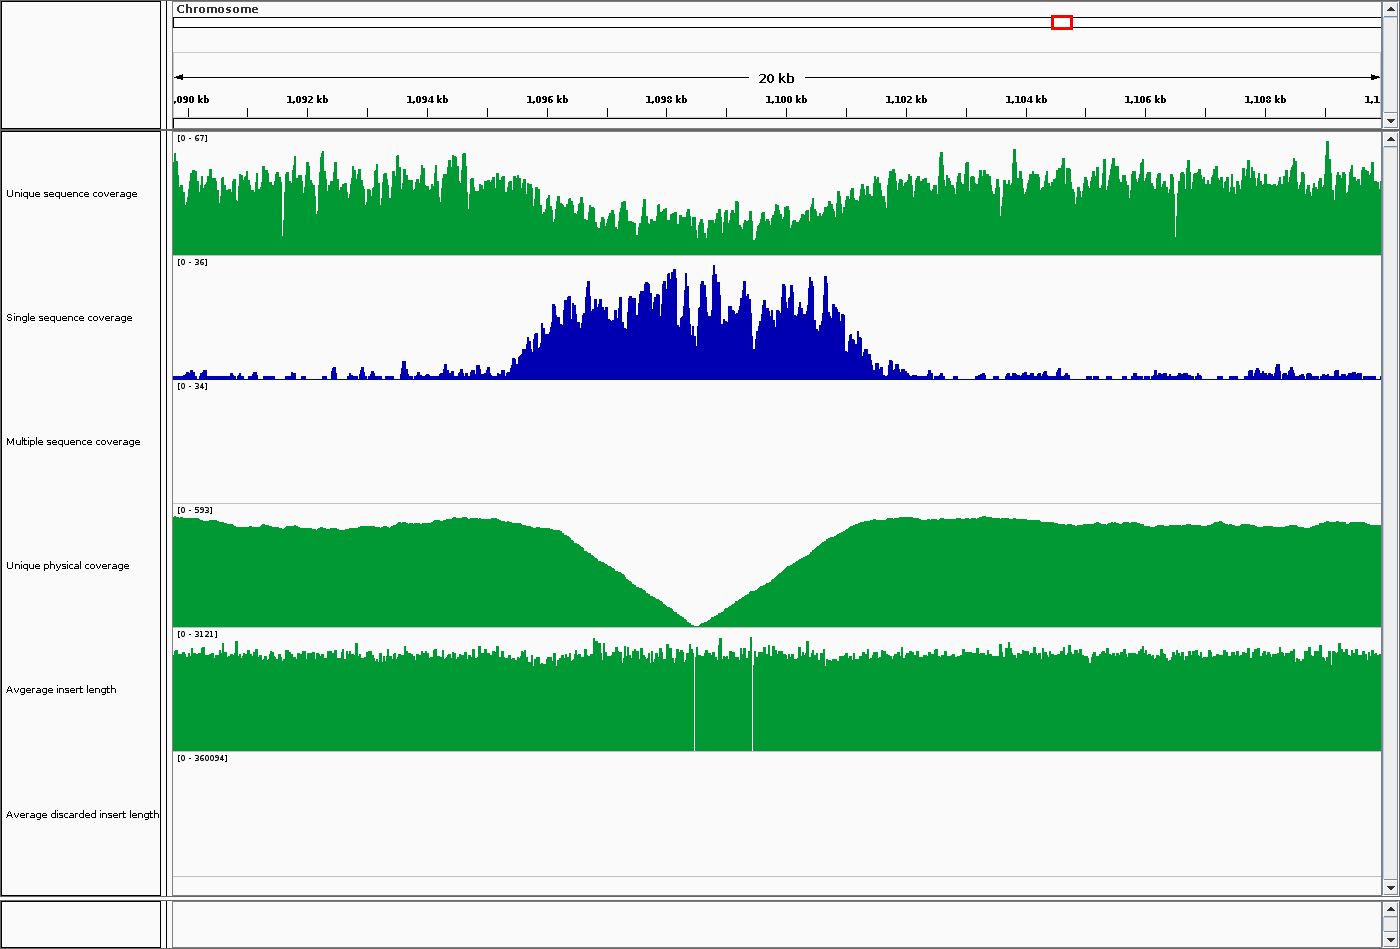 Chromosome
20 kb
,090 kb 1,092 kb 1,094 kb 1,096 kb 1,098 kb 1,100 kb 1,102 kb 1,104 kb 1,106 kb 1,108 kb 1,1
[0 - 67]
Unique sequence coverage
[0 - 36]
Single sequence coverage
[0 - 34]
Multiple sequence coverage
[0 - 593]
Unique physical coverage
[0 - 3121]
Avgerage insert length
[0 - 360094]
Average discarded insert length